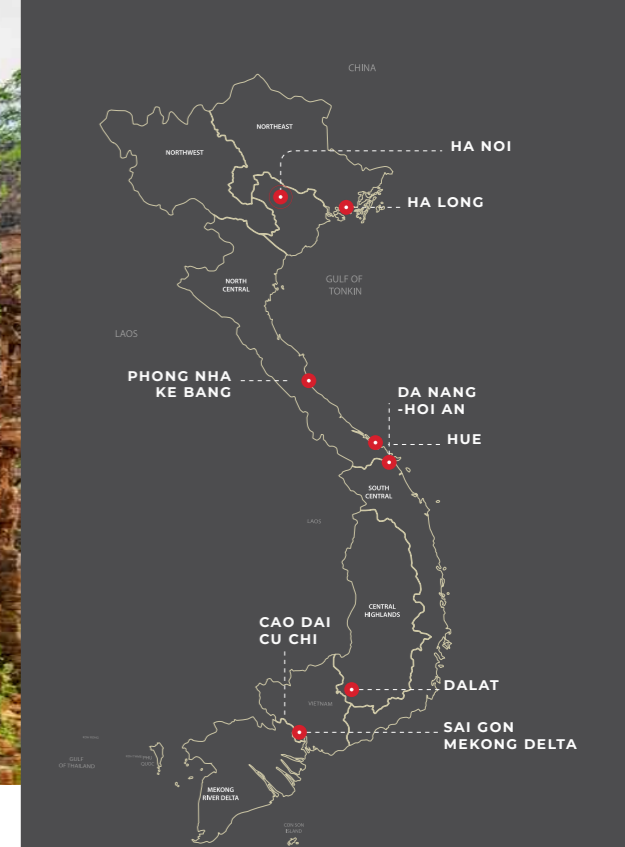 CHINA
NORTHEAST
HA NOI
NORTHWEST
HA LONG
GULF OF
TONKIN
NORTH
CENTRAL
LAOS
PHONG NHA
KE BANG
DA NANG
-HOI AN
HUE
SOUTH
CENTRAL
LAOS
CENTRAL
HIGHLANDS
CAO DAI
CU CHI
DALAT
VIETNAM
SAI GON
MEKONG DELTA
GULF
OF THAILAND
MEKONG
RIVER DELTA
CON SON
ISLAND